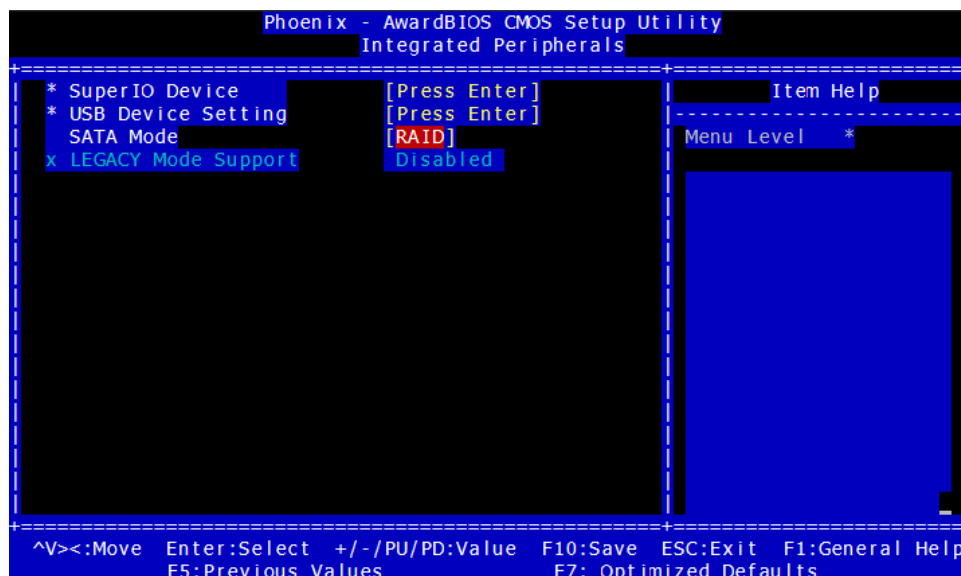 Phoenix - AwardBIOS CMOS Setup Utility
Integrated Peripherals
* SuperIO Device [Press Enter]
* USB Device Setting [Press Enter]
SATA Mode [RAID]
x LEGACY Mode Support Disabled
Item Help
Menu Level *
^V><:Move Enter:Select +/-/PU/PD:Value F10:Save ESC:Exit F1:General Help
F5:Previous Values F7: Optimized Defaults